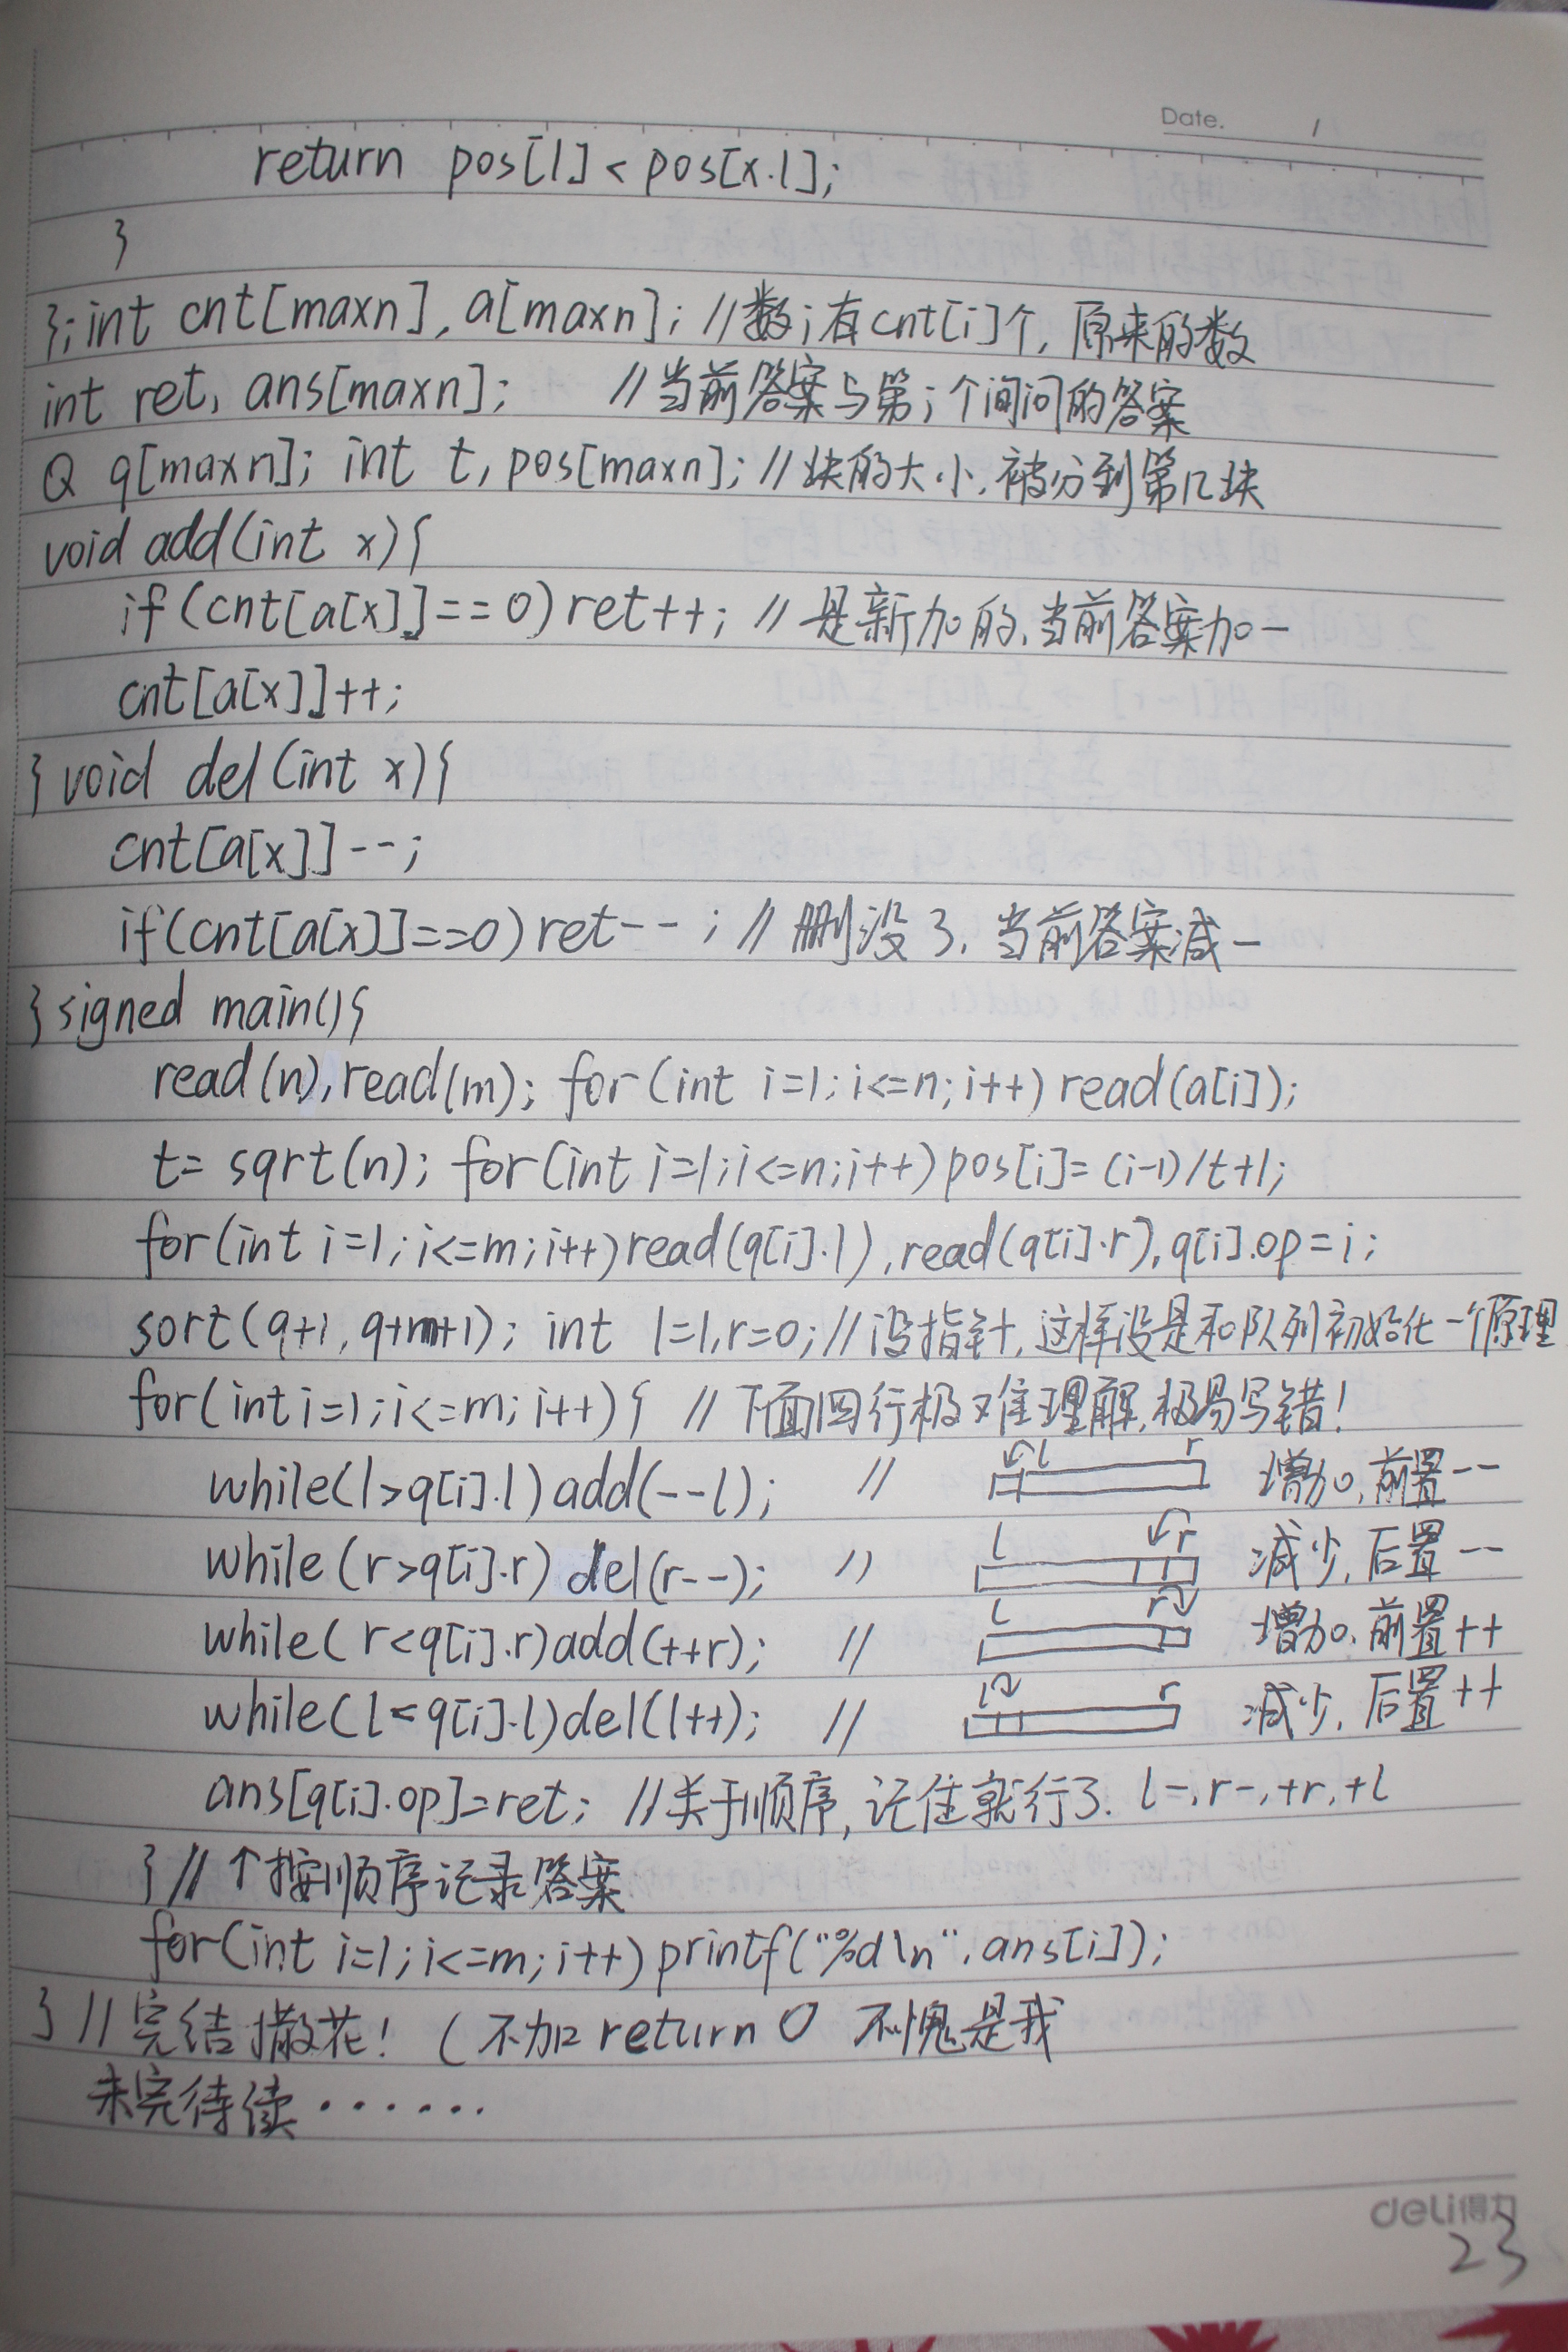 Date. /
return pos[l] < pos[x.l];
}
};int cnt[maxn], a[maxn]; //数i有cnt[i]个, 原来的数
int ret, ans[maxn]; //当前答案与第i个询问的答案
Q q[maxn]; int t, pos[maxn]; //块的大小, 被分到第几块
void add(int x){
if(cnt[a[x]]==0)ret++; //是新加的, 当前答案加一
cnt[a[x]]++;
} void del(int x){
cnt[a[x]]--;
if(cnt[a[x]]==0)ret--; //删没了, 当前答案减一
} signed main(){
read(n),read(m); for(int i=1;i<=n;i++)read(a[i]);
t=sqrt(n); for(int i=1;i<=n;i++)pos[i]=(i-1)/t+1;
for(int i=1;i<=m;i++)read(q[i].l),read(q[i].r),q[i].op=i;
sort(q+1,q+m+1); int l=1,r=0;//设指针, 这样设是和队列初始化一个原理
for(int i=1;i<=m;i++){ //下面四行极难理解, 极易写错!
while(l>q[i].l)add(--l); // l r 增加, 前置--
while(r>q[i].r)del(r--); // l r 减少, 后置--
while(r<q[i].r)add(++r); // l r 增加, 前置++
while(l<q[i].l)del(l++); // l r 减少, 后置++
ans[q[i].op]=ret; //关于顺序, 记住就行了. l-,r-,+r,+l
} //↑按顺序记录答案
for(int i=1;i<=m;i++)printf("%d\n",ans[i]);
} //完结撒花! (不加return 0 不愧是我
未完待续·······
deli得力
23